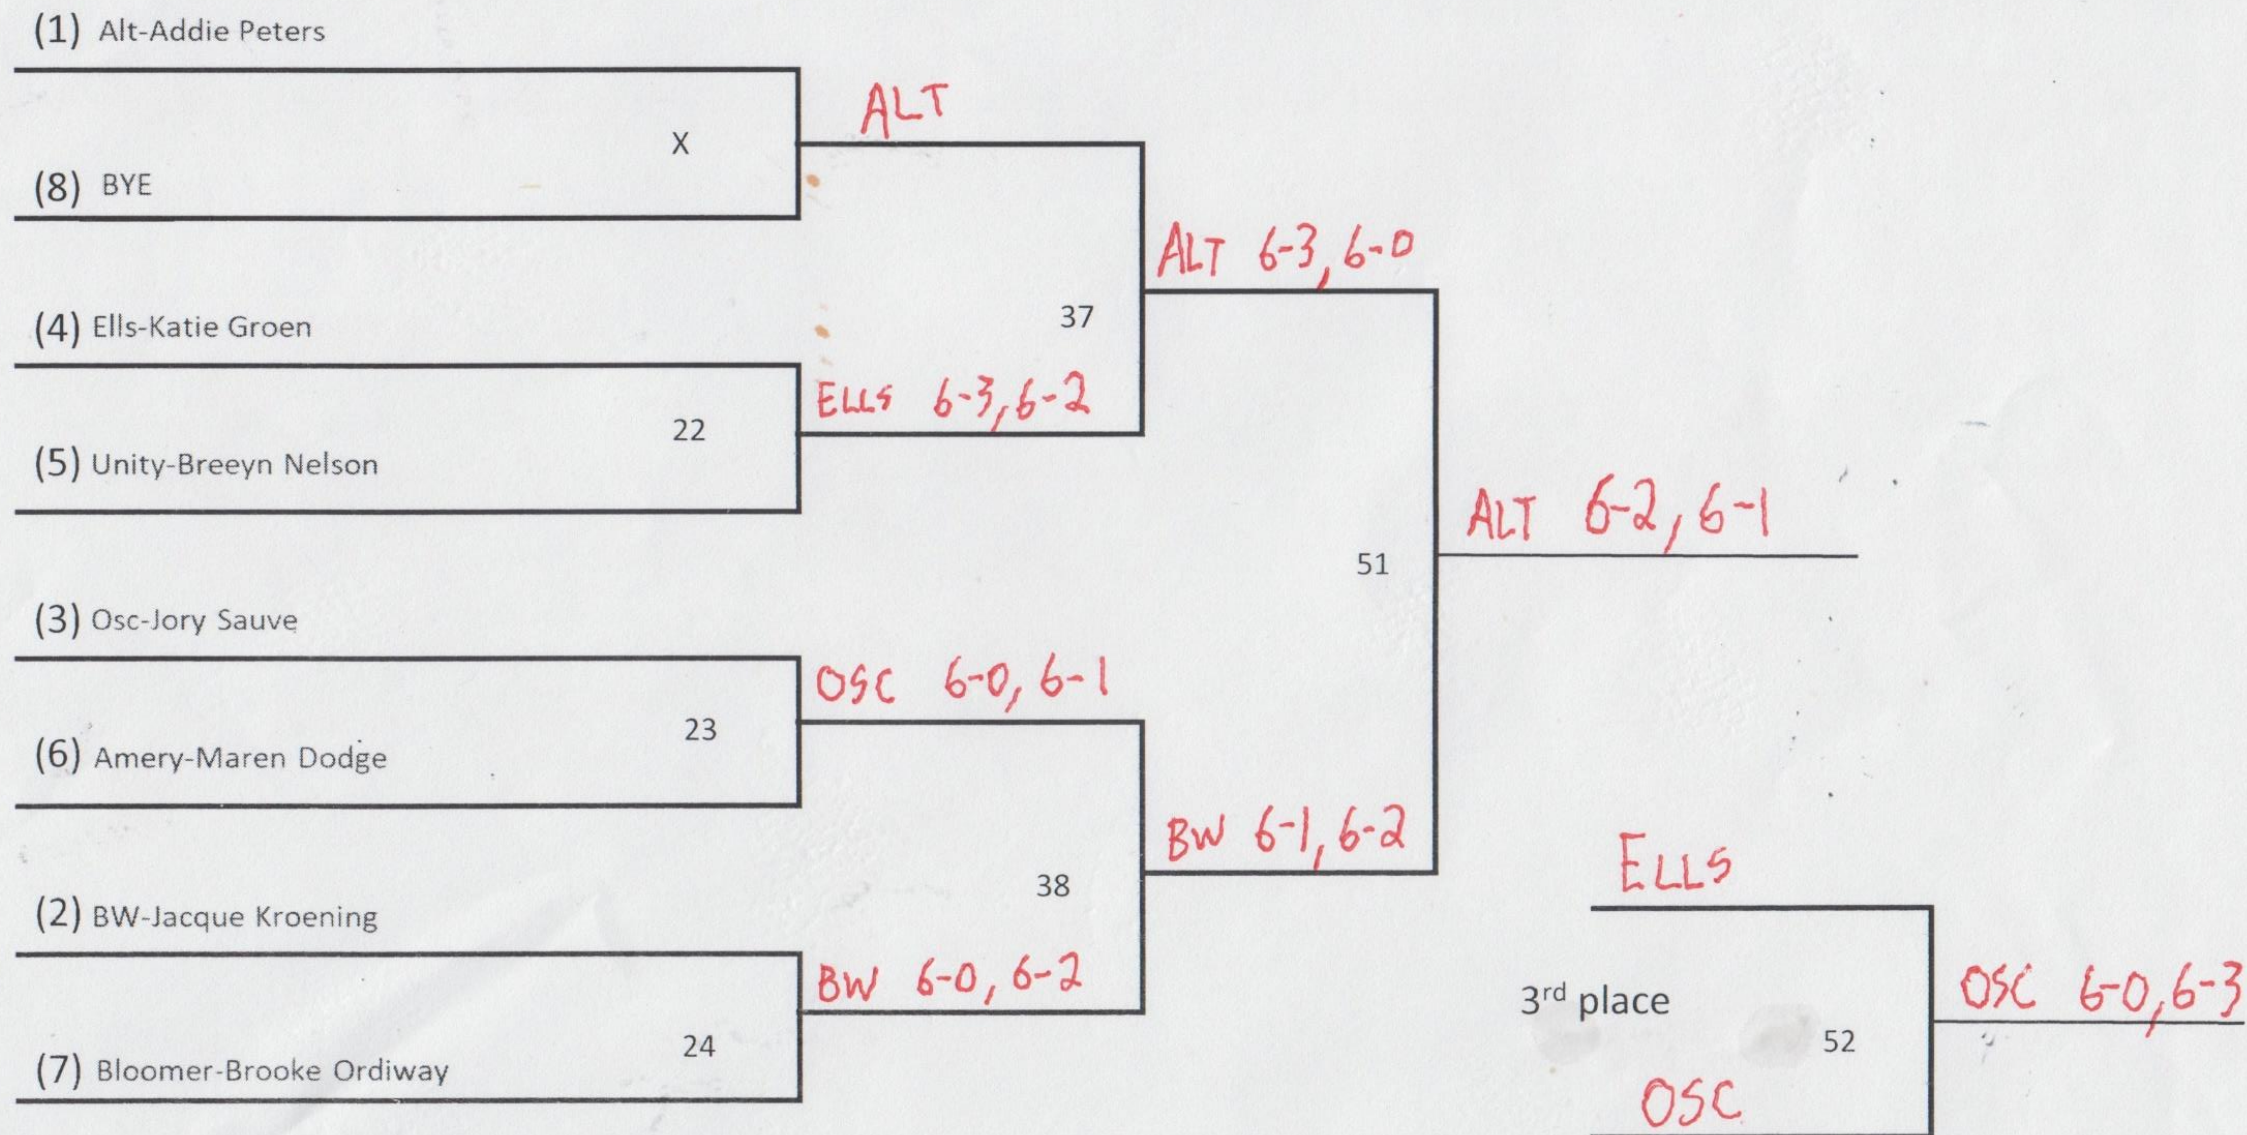 (1) Alt-Addie Peters
ALT
X
(8) BYE
ALT 6-3, 6-0
(4) Ells-Katie Groen
37
ELLS 6-3, 6-2
22
(5) Unity-Breeyn Nelson
ALT 6-2, 6-1
51
(3) Osc-Jory Sauve
OSC 6-0, 6-1
23
(6) Amery-Maren Dodge
BW 6-1, 6-2
38
(2) BW-Jacque Kroening
BW 6-0, 6-2
24
(7) Bloomer-Brooke Ordiway
ELLS
3rd place
OSC 6-0, 6-3
52
OSC